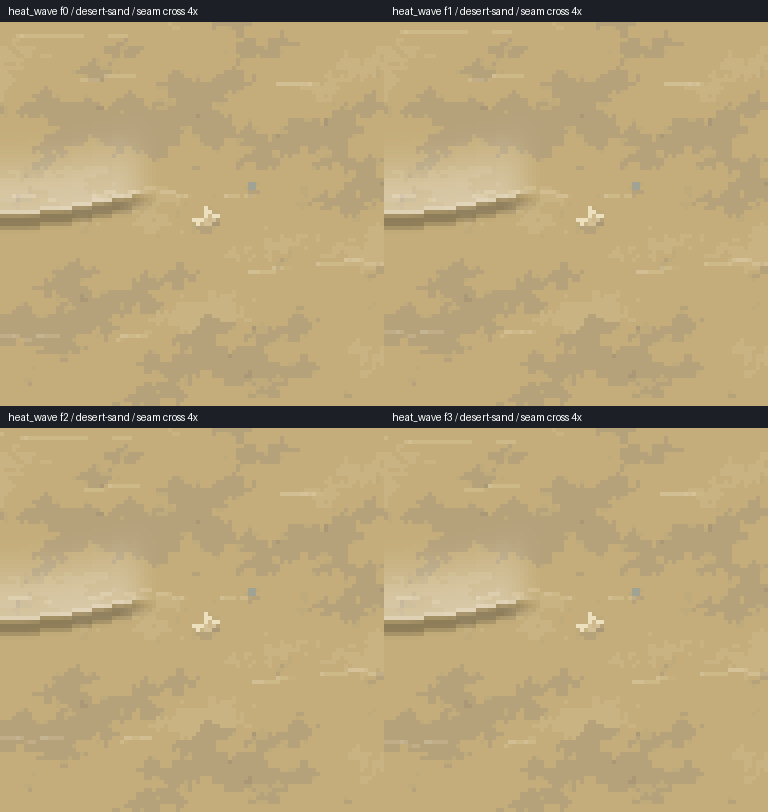 heat_wave f0 / desert-sand / seam cross 4x
heat_wave f1 / desert-sand / seam cross 4x
heat_wave f2 / desert-sand / seam cross 4x
heat_wave f3 / desert-sand / seam cross 4x